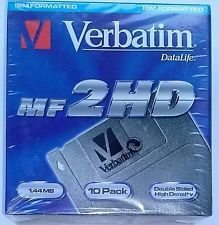 IBM FORMATTED IBM FORMATTED
Verbatim
DataLife
MF 2HD
Verbatim
1.44 MB 10 Pack Double Sided
High Density